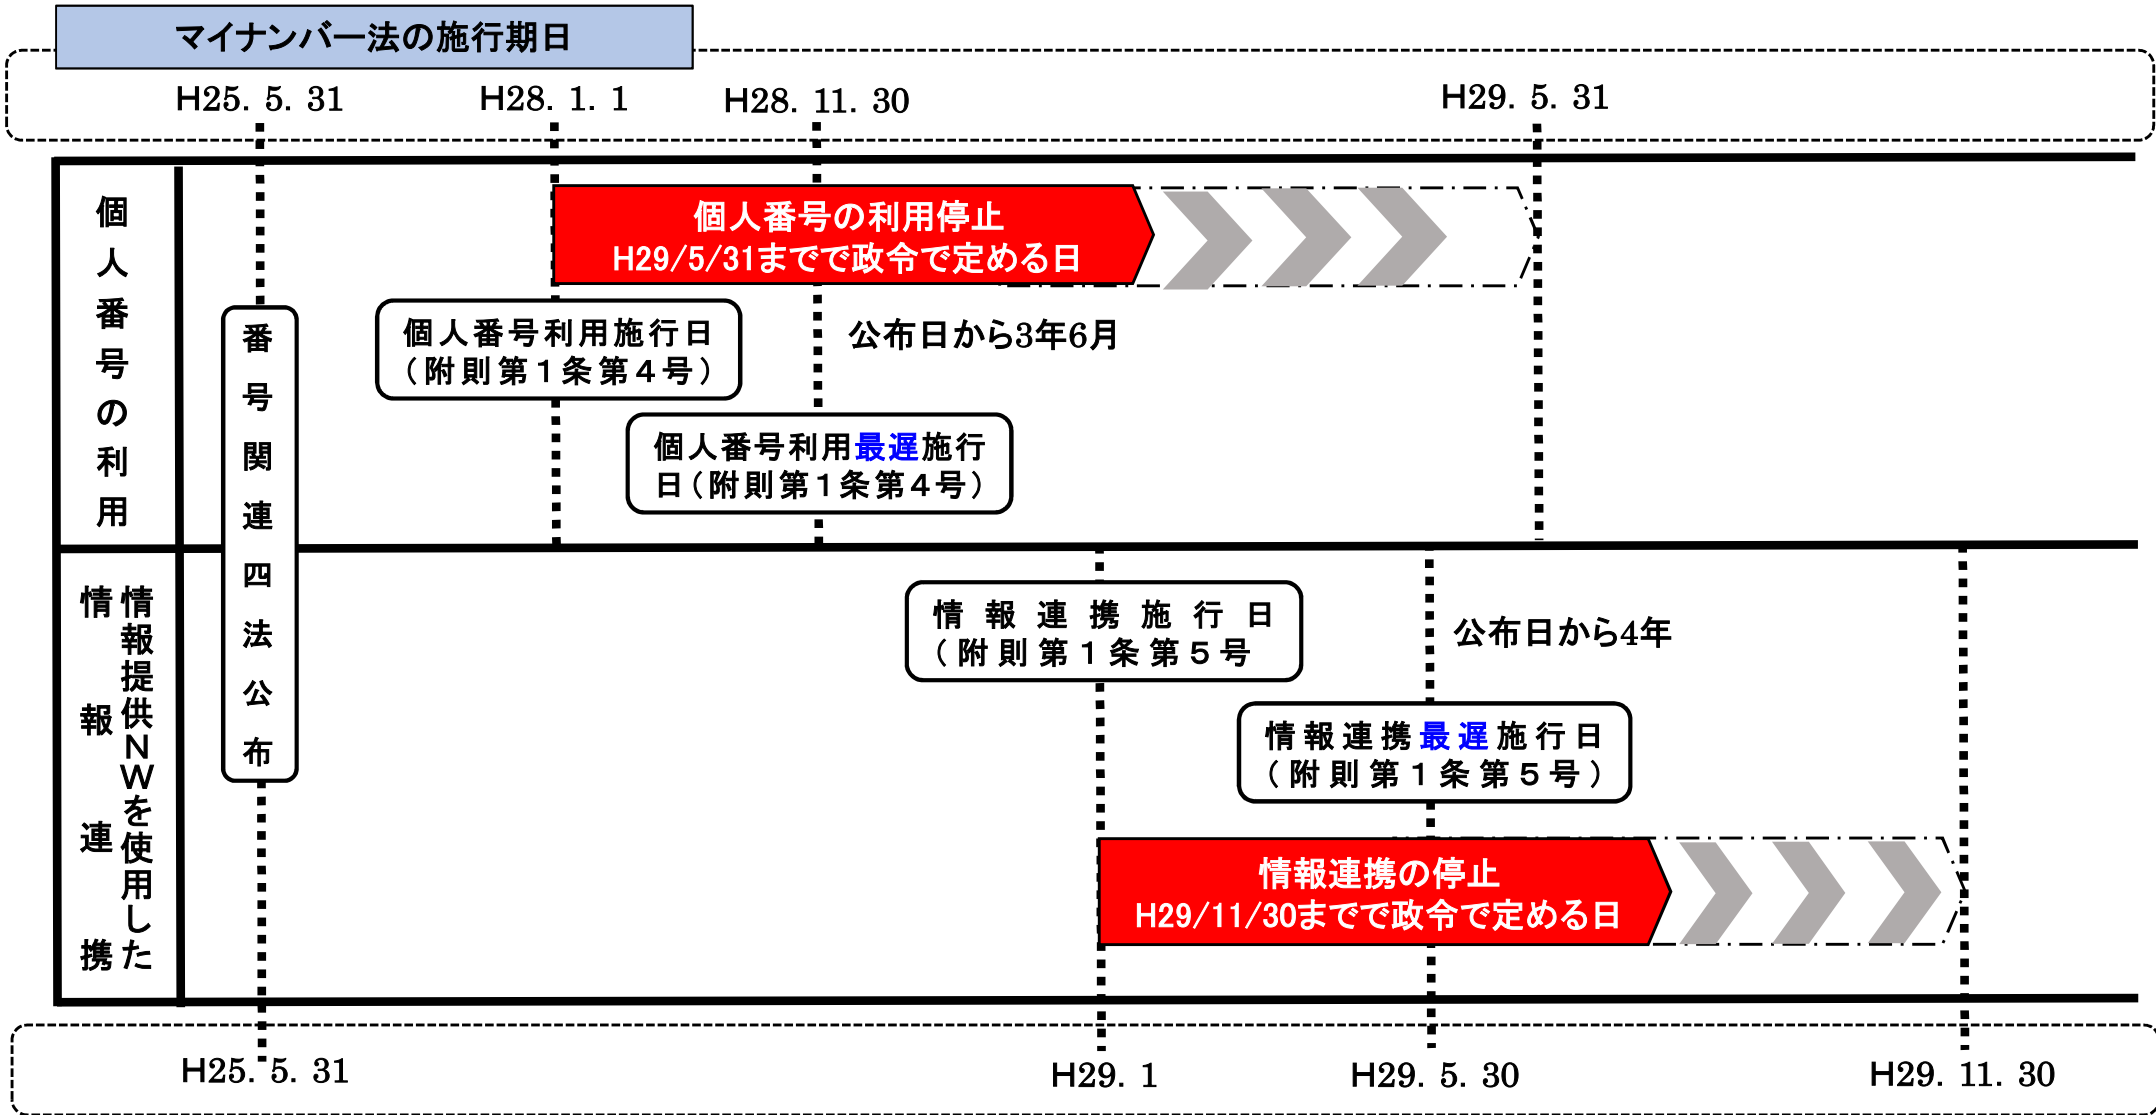 マイナンバー法の施行期日
H25. 5. 31
H28. 1. 1
H28. 11. 30
H29. 5. 31
個人番号の利用
個人番号の利用停止
H29/5/31までで政令で定める日
番号関連四法公布
個人番号利用施行日
（附則第１条第４号）
公布日から3年6月
個人番号利用最遅施行
日（附則第１条第４号）
情報提供NWを使用した
情報連携
情報連携施行日
（附則第１条第５号
公布日から4年
情報連携最遅施行日
（附則第１条第５号）
情報連携の停止
H29/11/30までで政令で定める日
H25. 5. 31
H29. 1
H29. 5. 30
H29. 11. 30